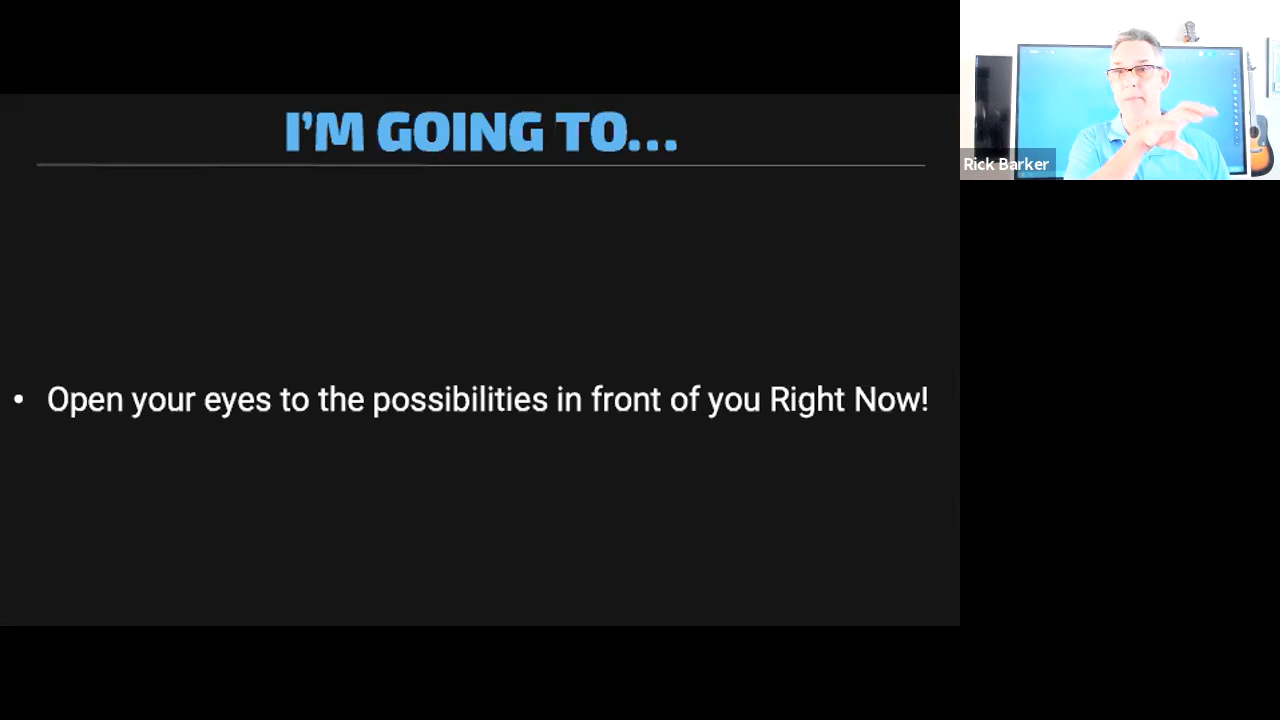 I'M GOING TO...
• Open your eyes to the possibilities in front of you Right Now!
Rick Barker